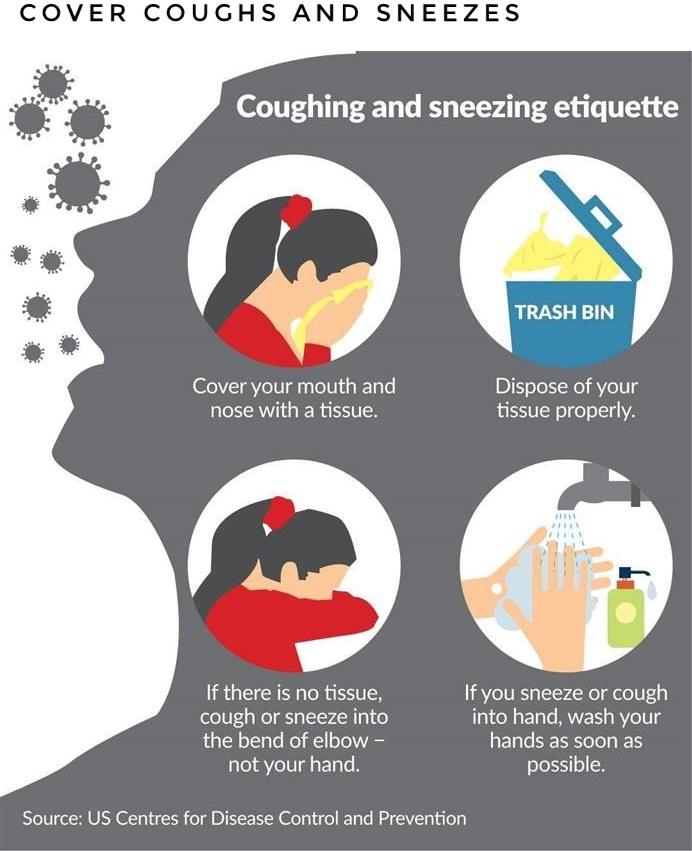 COVER COUGHS AND SNEEZES
Coughing and sneezing etiquette
TRASH BIN
Cover your mouth and
nose with a tissue.
Dispose of your
tissue properly.
If there is no tissue,
cough or sneeze into
the bend of elbow –
not your hand.
If you sneeze or cough
into hand, wash your
hands as soon as
possible.
Source: US Centres for Disease Control and Prevention